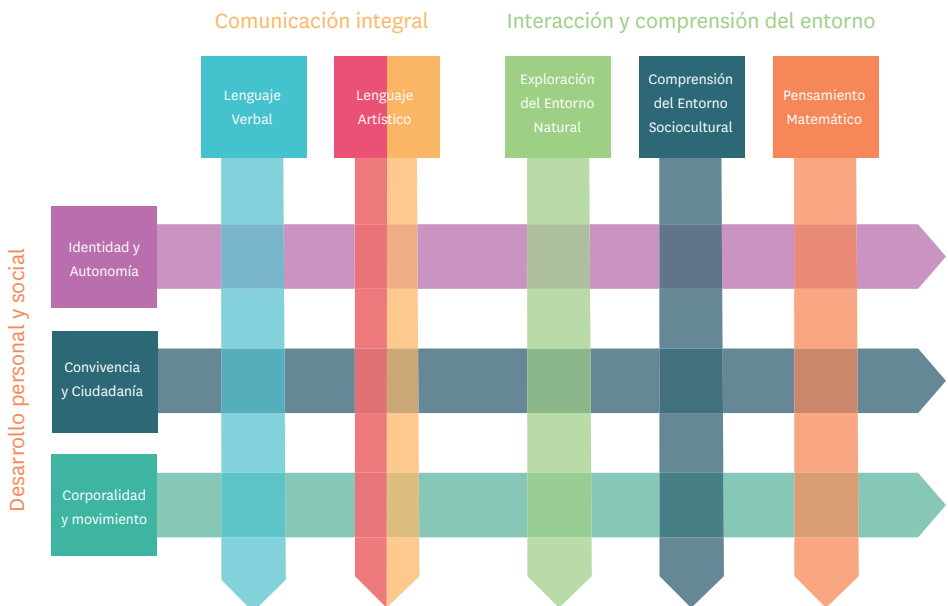 Comunicación integral
Interacción y comprensión del entorno
Lenguaje
Verbal
Lenguaje
Artístico
Exploración
del Entorno
Natural
Comprensión
del Entorno
Sociocultural
Pensamiento
Matemático
Desarrollo personal y social
Identidad y
Autonomía
Convivencia
y Ciudadanía
Corporalidad
y movimiento